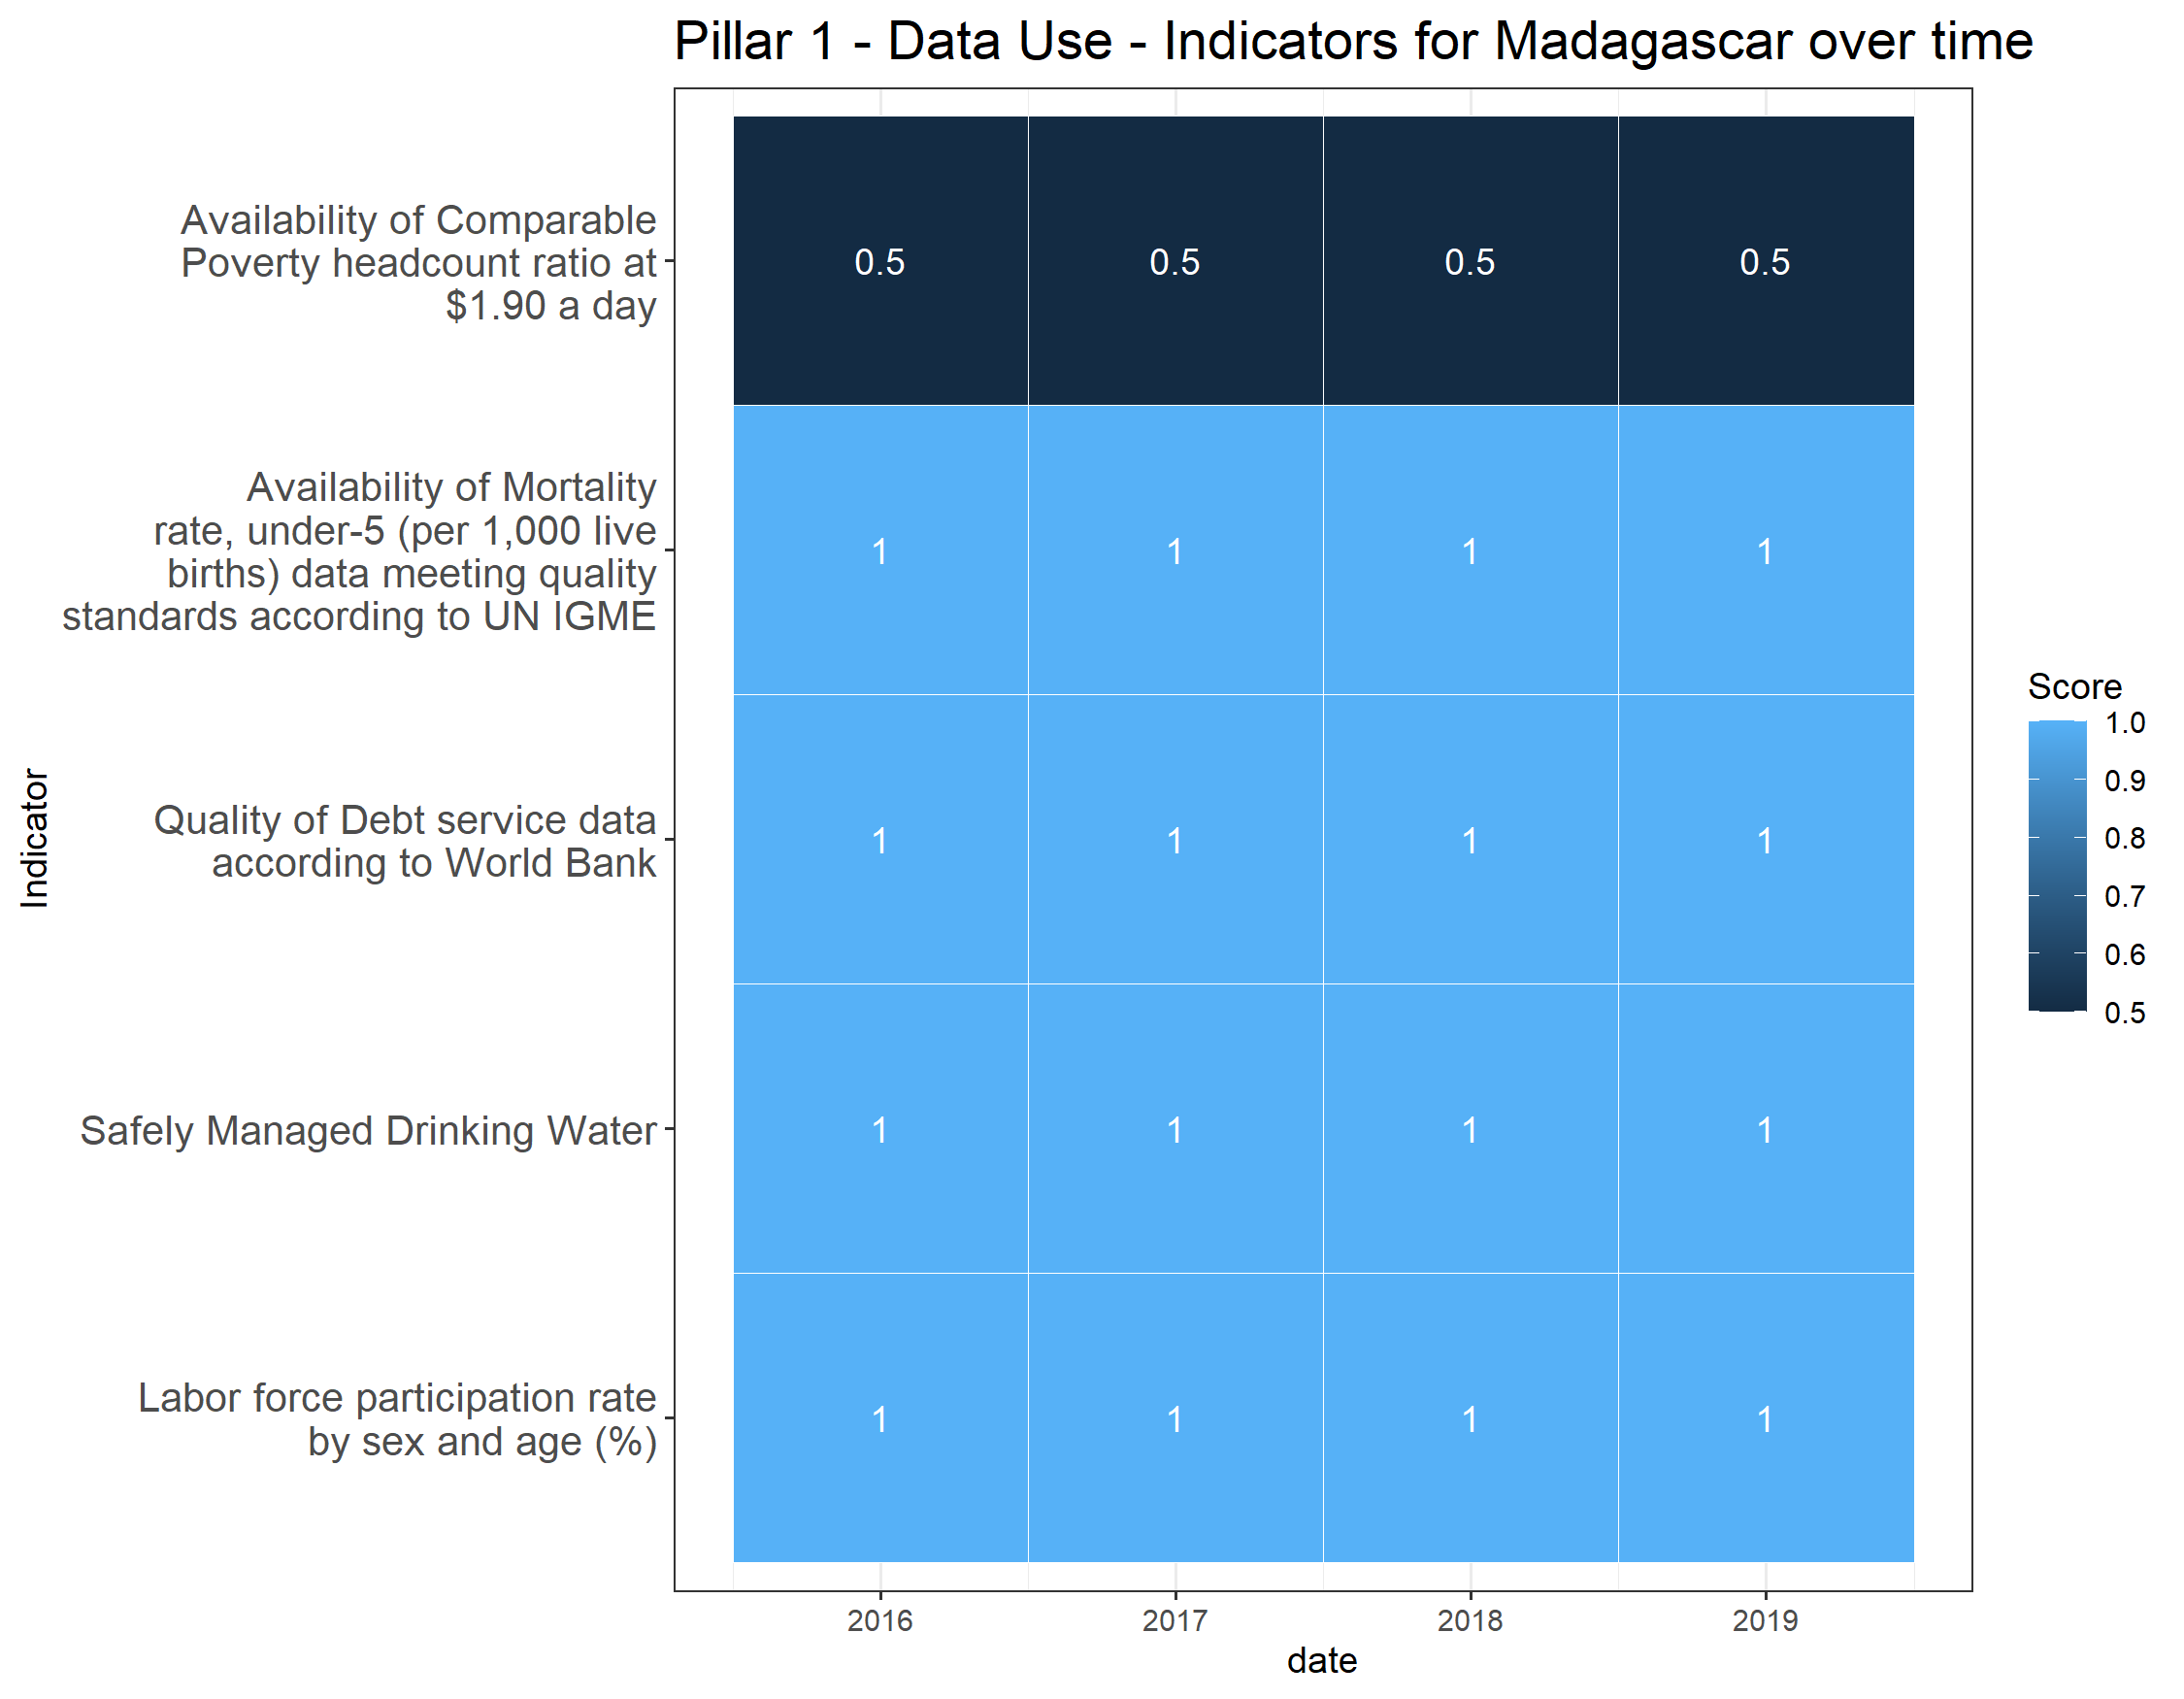 Pillar 1 - Data Use - Indicators for Madagascar over time
Indicator
Availability of Comparable
Poverty headcount ratio at
$1.90 a day
0.5 0.5 0.5 0.5
Availability of Mortality
rate, under-5 (per 1,000 live
births) data meeting quality
standards according to UN IGME
1 1 1 1
Quality of Debt service data
according to World Bank
1 1 1 1
Safely Managed Drinking Water
1 1 1 1
Labor force participation rate
by sex and age (%)
1 1 1 1
2016 2017 2018 2019
date
Score
1.0
0.9
0.8
0.7
0.6
0.5